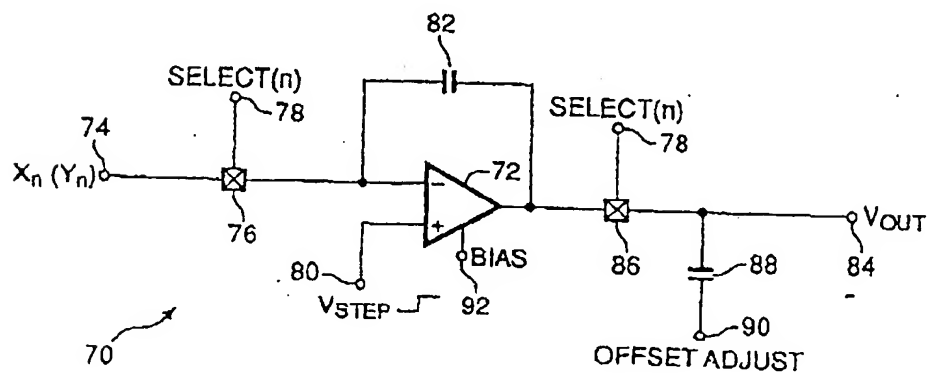 82
SELECT(n)
78
SELECT(n)
78
74
72
Xn (Yn)
−
+
76
80
BIAS
86
88
VOUT
84
VSTEP
92
90
70
OFFSET ADJUST